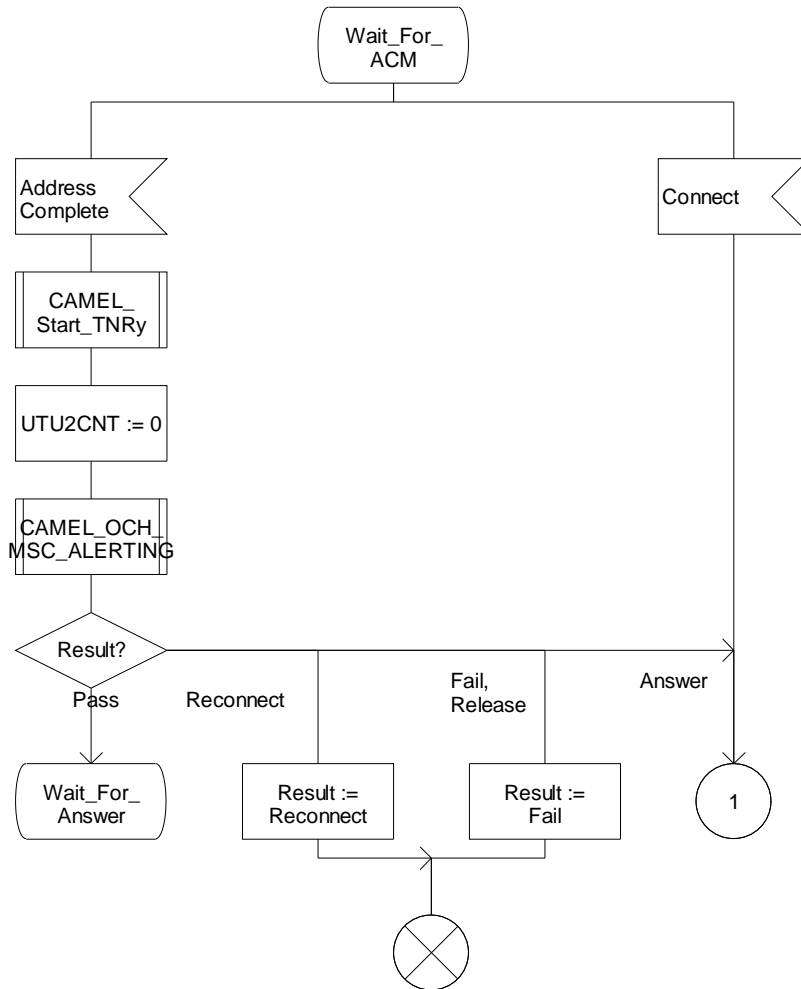 Wait_For_
ACM
Address
Complete
Connect
CAMEL_
Start_TNRy
UTU2CNT := 0
CAMEL_OCH_
MSC_ALERTING
Result?
Pass
Reconnect
Fail,
Release
Answer
Wait_For_
Answer
Result :=
Reconnect
Result :=
Fail
1